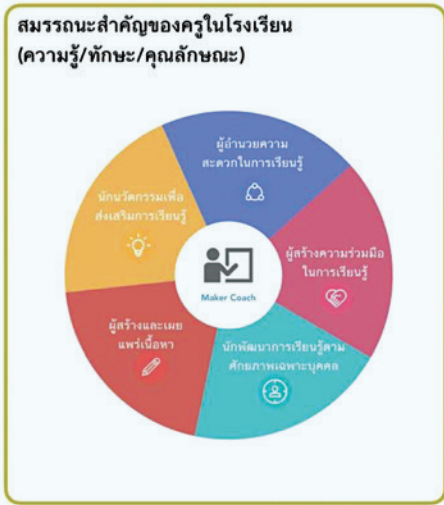 สมรรถนะสำคัญของครูในโรงเรียน
(ความรู้/ทักษะ/คุณลักษณะ)
ผู้อำนวยความ
สะดวกในการเรียนรู้
นักนวัตกรรมเพื่อ
ส่งเสริมการเรียนรู้
ผู้สร้างความร่วมมือ
ในการเรียนรู้
Maker Coach
ผู้สร้างและเผย
แพร่เนื้อหา
นักพัฒนาการเรียนรู้ตาม
ศักยภาพเฉพาะบุคคล